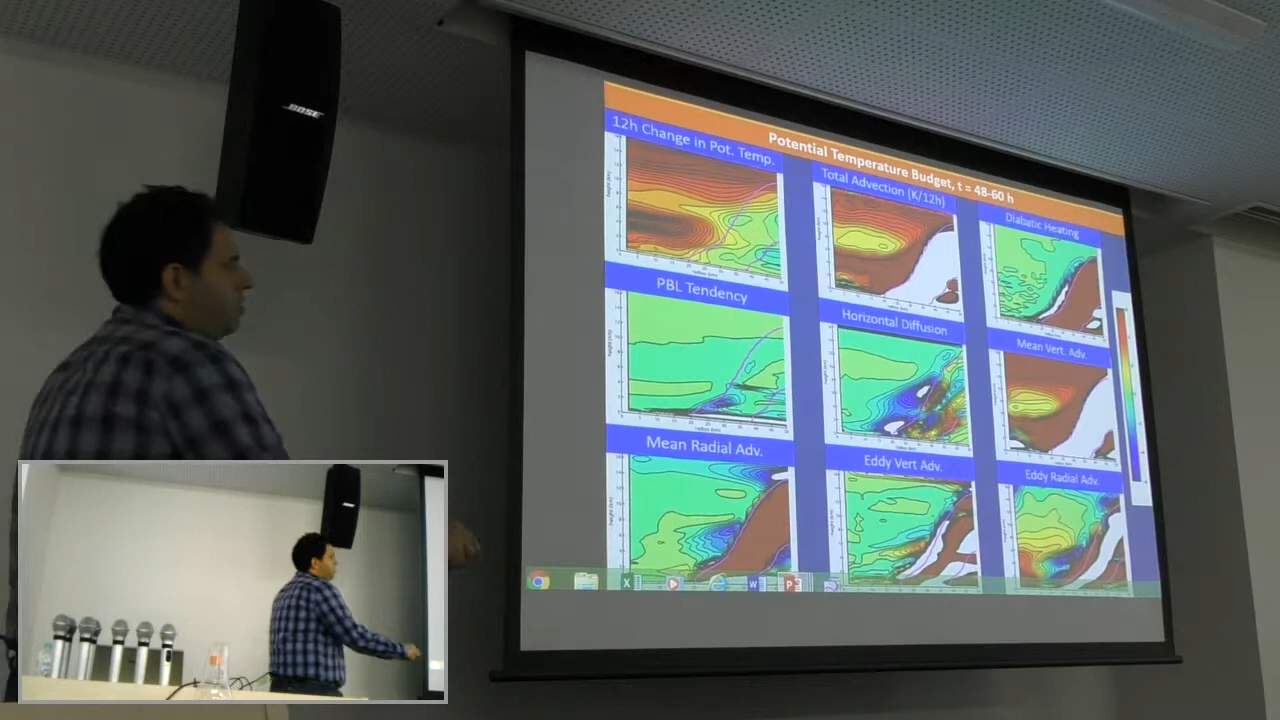 BOSE
Potential Temperature Budget, t = 48-60 h
12h Change in Pot. Temp.
Total Advection (K/12h)
Diabatic Heating
PBL Tendency
Horizontal Diffusion
Mean Vert. Adv.
Mean Radial Adv.
Eddy Vert Adv.
Eddy Radial Adv.